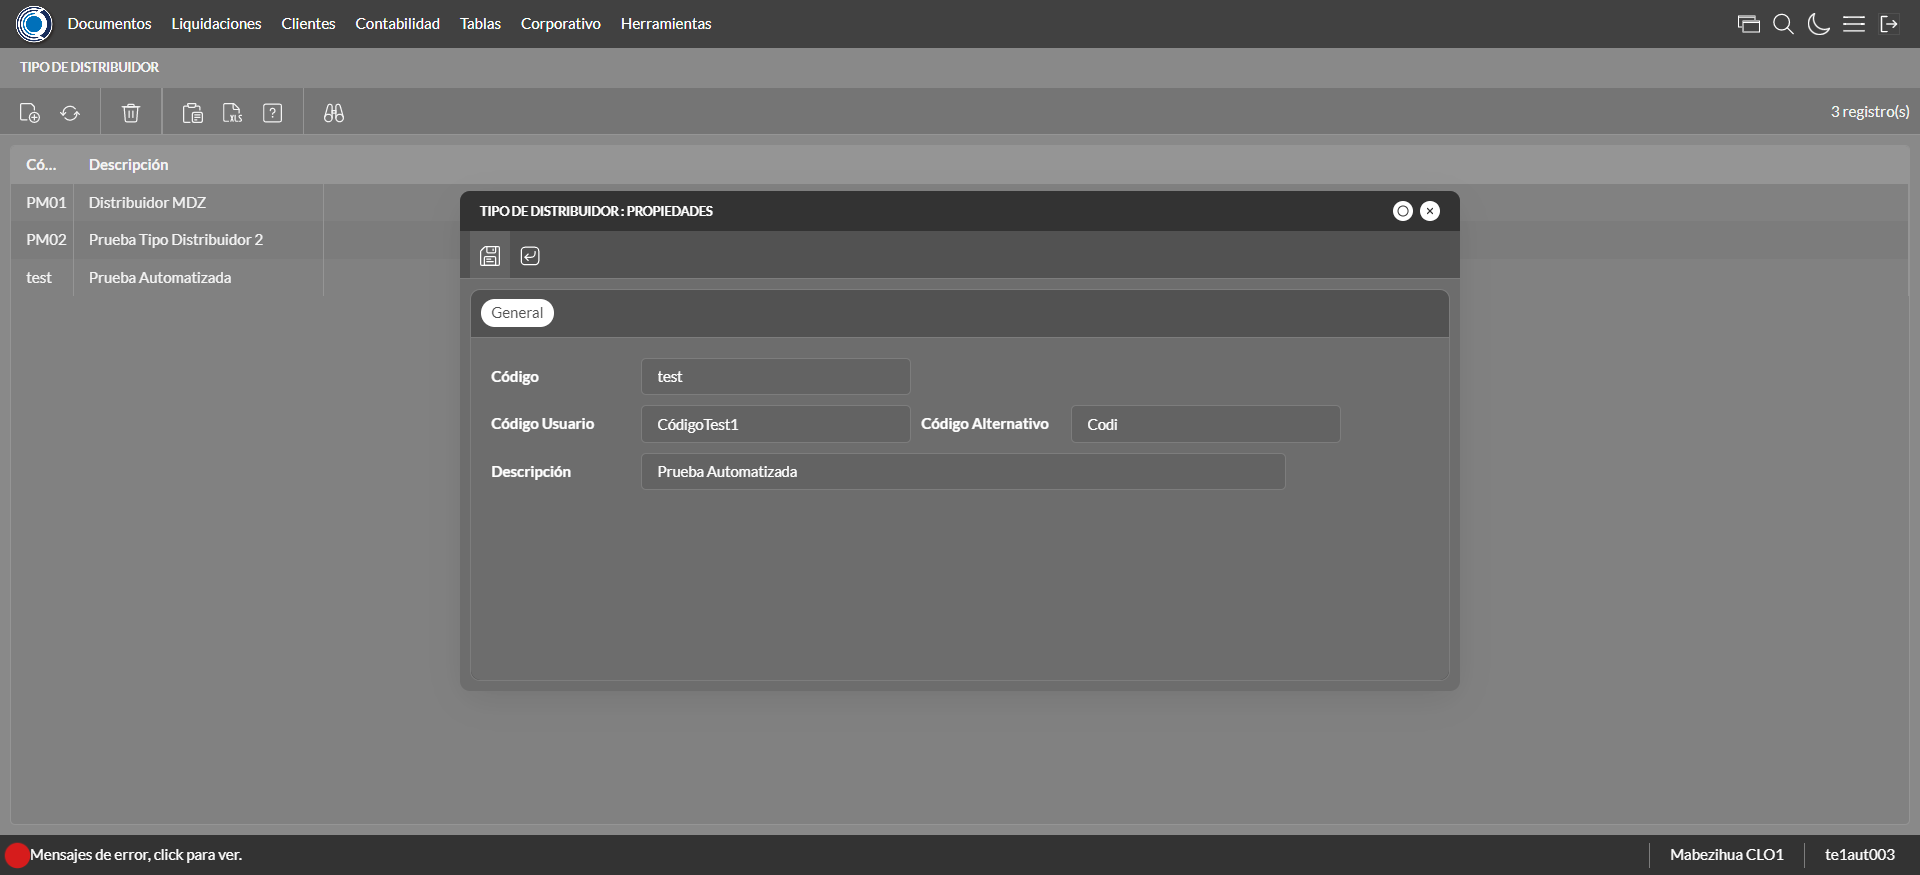 Documentos Liquidaciones Clientes Contabilidad Tablas Corporativo Herramientas
TIPO DE DISTRIBUIDOR
XLS ? 3 registro(s)
Có... Descripción
PM01 Distribuidor MDZ
PM02 Prueba Tipo Distribuidor 2
test Prueba Automatizada
TIPO DE DISTRIBUIDOR : PROPIEDADES
General
Código test
Código Usuario CódigoTest1 Código Alternativo Codi
Descripción Prueba Automatizada
Mensajes de error, click para ver. Mabezihua CLO1 te1aut003